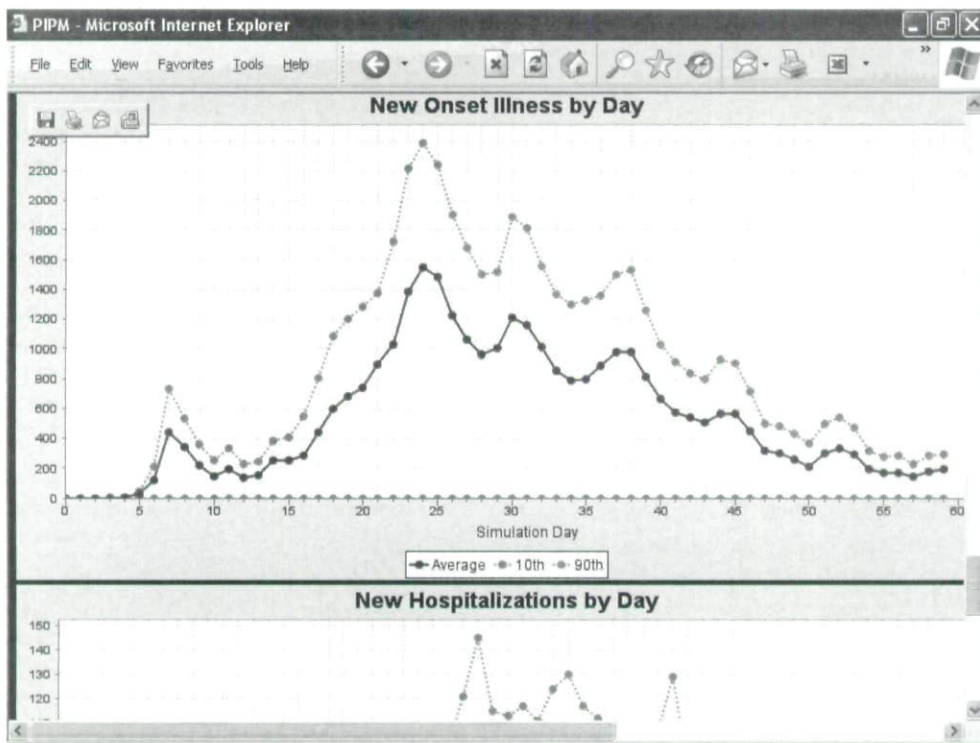 PIPM - Microsoft Internet Explorer
File Edit View Favorites Tools Help
»
New Onset Illness by Day
2400
2200
2000
1800
1600
1400
1200
1000
800
600
400
200
0
0 5 10 15 20 25 30 35 40 45 50 55 60
Simulation Day
Average 10th 90th
New Hospitalizations by Day
150
140
130
120